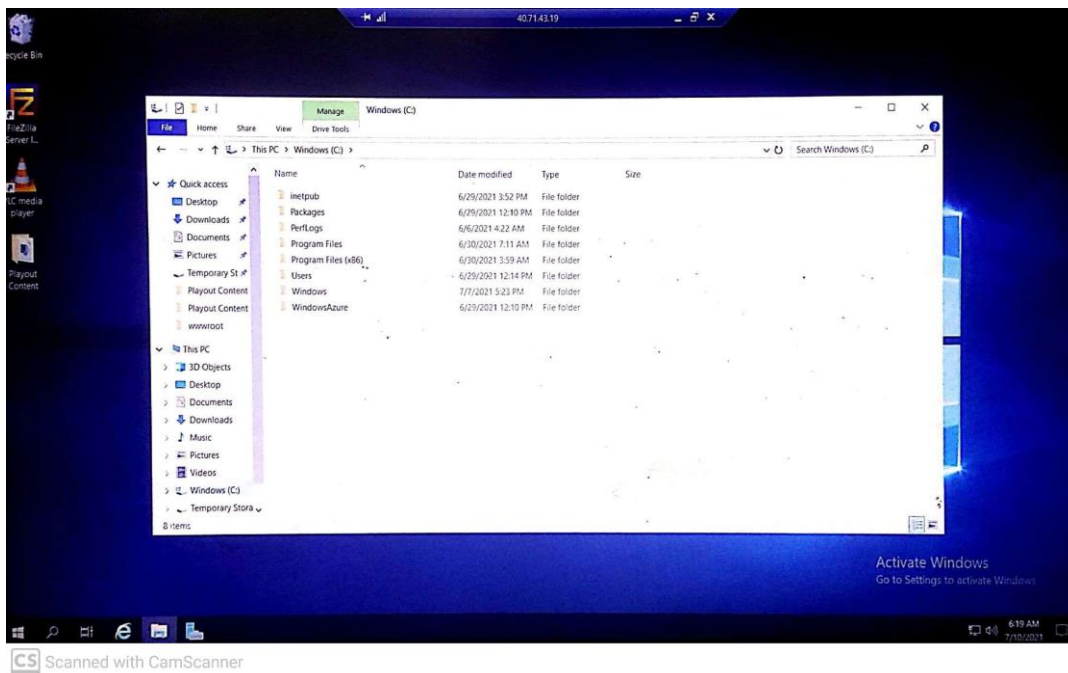 40.71.43.19
ecycle Bin
FileZilla
Server I...
VLC media
player
Playout
Content
Manage
Windows (C:)
File
Home
Share
View
Drive Tools
This PC > Windows (C:) >
Search Windows (C:)
Name
Date modified
Type
Size
Quick access
Desktop
Downloads
Documents
Pictures
Temporary St
Playout Content
Playout Content
wwwroot
This PC
3D Objects
Desktop
Documents
Downloads
Music
Pictures
Videos
Windows (C:)
Temporary Stora
inetpub 6/29/2021 3:52 PM File folder
Packages 6/29/2021 12:10 PM File folder
PerfLogs 6/6/2021 4:22 AM File folder
Program Files 6/30/2021 7:11 AM File folder
Program Files (x86) 6/30/2021 3:59 AM File folder
Users 6/29/2021 12:14 PM File folder
Windows 7/7/2021 5:23 PM File folder
WindowsAzure 6/29/2021 12:10 PM File folder
8 items
Activate Windows
Go to Settings to activate Windows.
6:19 AM
7/10/2021
CS Scanned with CamScanner